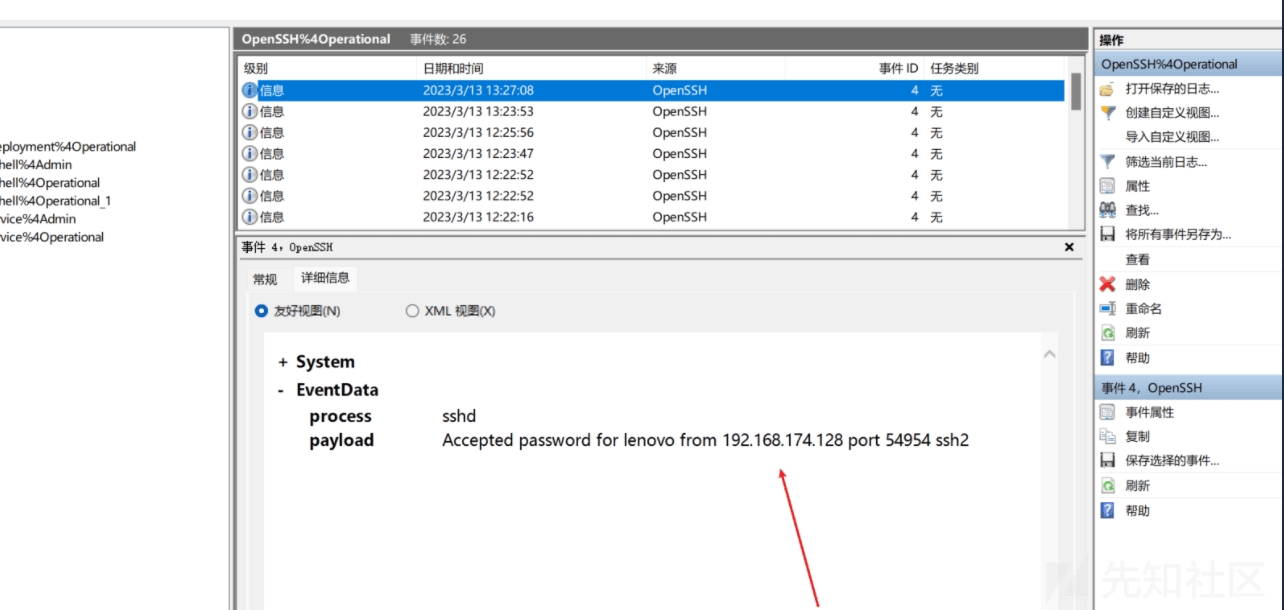 eployment%4Operational
hell%4Admin
hell%4Operational
hell%4Operational_1
vice%4Admin
vice%4Operational
OpenSSH%4Operational 事件数: 26
级别 日期和时间 来源 事件 ID 任务类别
信息 2023/3/13 13:27:08 OpenSSH 4 无
信息 2023/3/13 13:23:53 OpenSSH 4 无
信息 2023/3/13 12:25:56 OpenSSH 4 无
信息 2023/3/13 12:23:47 OpenSSH 4 无
信息 2023/3/13 12:22:52 OpenSSH 4 无
信息 2023/3/13 12:22:52 OpenSSH 4 无
信息 2023/3/13 12:22:16 OpenSSH 4 无
事件 4，OpenSSH
常规 详细信息
友好视图(N) XML 视图(X)
+ System
- EventData
process sshd
payload Accepted password for lenovo from 192.168.174.128 port 54954 ssh2
操作
OpenSSH%4Operational
打开保存的日志...
创建自定义视图...
导入自定义视图...
筛选当前日志...
属性
查找...
将所有事件另存为...
查看
删除
重命名
刷新
帮助
事件 4，OpenSSH
事件属性
复制
保存选择的事件...
刷新
帮助
先知社区